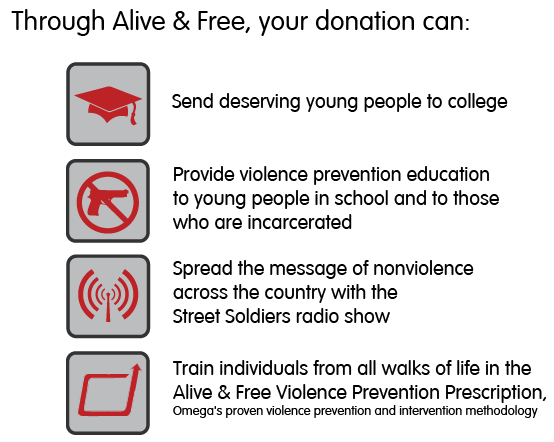 Through Alive & Free, your donation can:
Send deserving young people to college
Provide violence prevention education
to young people in school and to those
who are incarcerated
Spread the message of nonviolence
across the country with the
Street Soldiers radio show
Train individuals from all walks of life in the
Alive & Free Violence Prevention Prescription,
Omega's proven violence prevention and intervention methodology